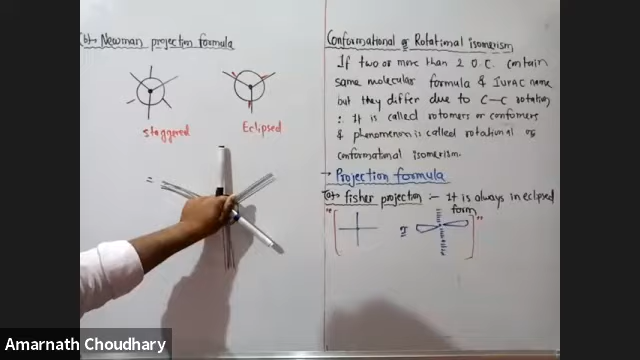 (b)→ Newman projection formula
staggered
Eclipsed
=
Conformational or Rotational isomerism
If two or more than 2 O.C. contain
same molecular formula & IUPAC name
but they differ due to C–C rotation
∴ It is called rotomers or confomers
& phenomenon is called rotational or
conformational isomerism.
→ Projection formula
(a)→ fisher projection :– It is always in eclipsed
form
Amarnath Choudhary